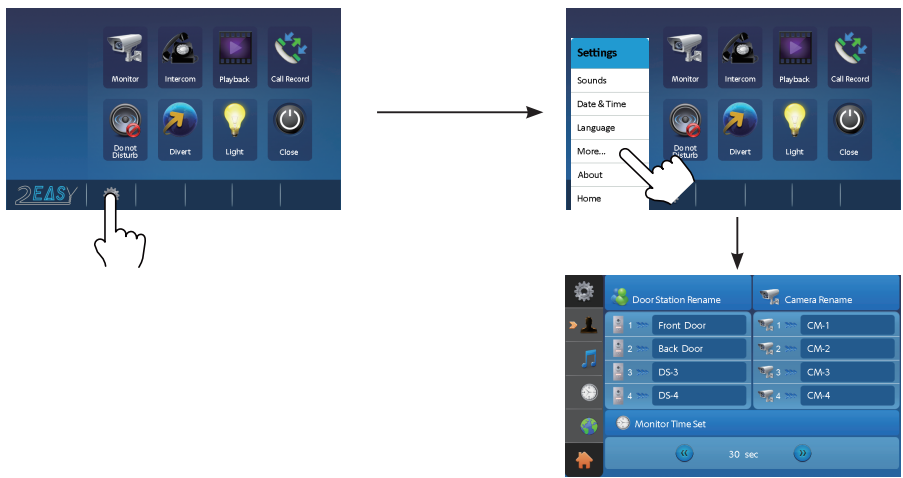 Monitor Intercom Playback Call Record
Do not
Disturb
Divert Light Close
2EASY
Settings
Sounds
Date & Time
Language
More...
About
Home
Monitor Intercom Playback Call Record
Do not
Disturb
Divert Light Close
Door Station Rename
Camera Rename
1 Front Door
2 Back Door
3 DS-3
4 DS-4
1 CM-1
2 CM-2
3 CM-3
4 CM-4
Monitor Time Set
30 sec